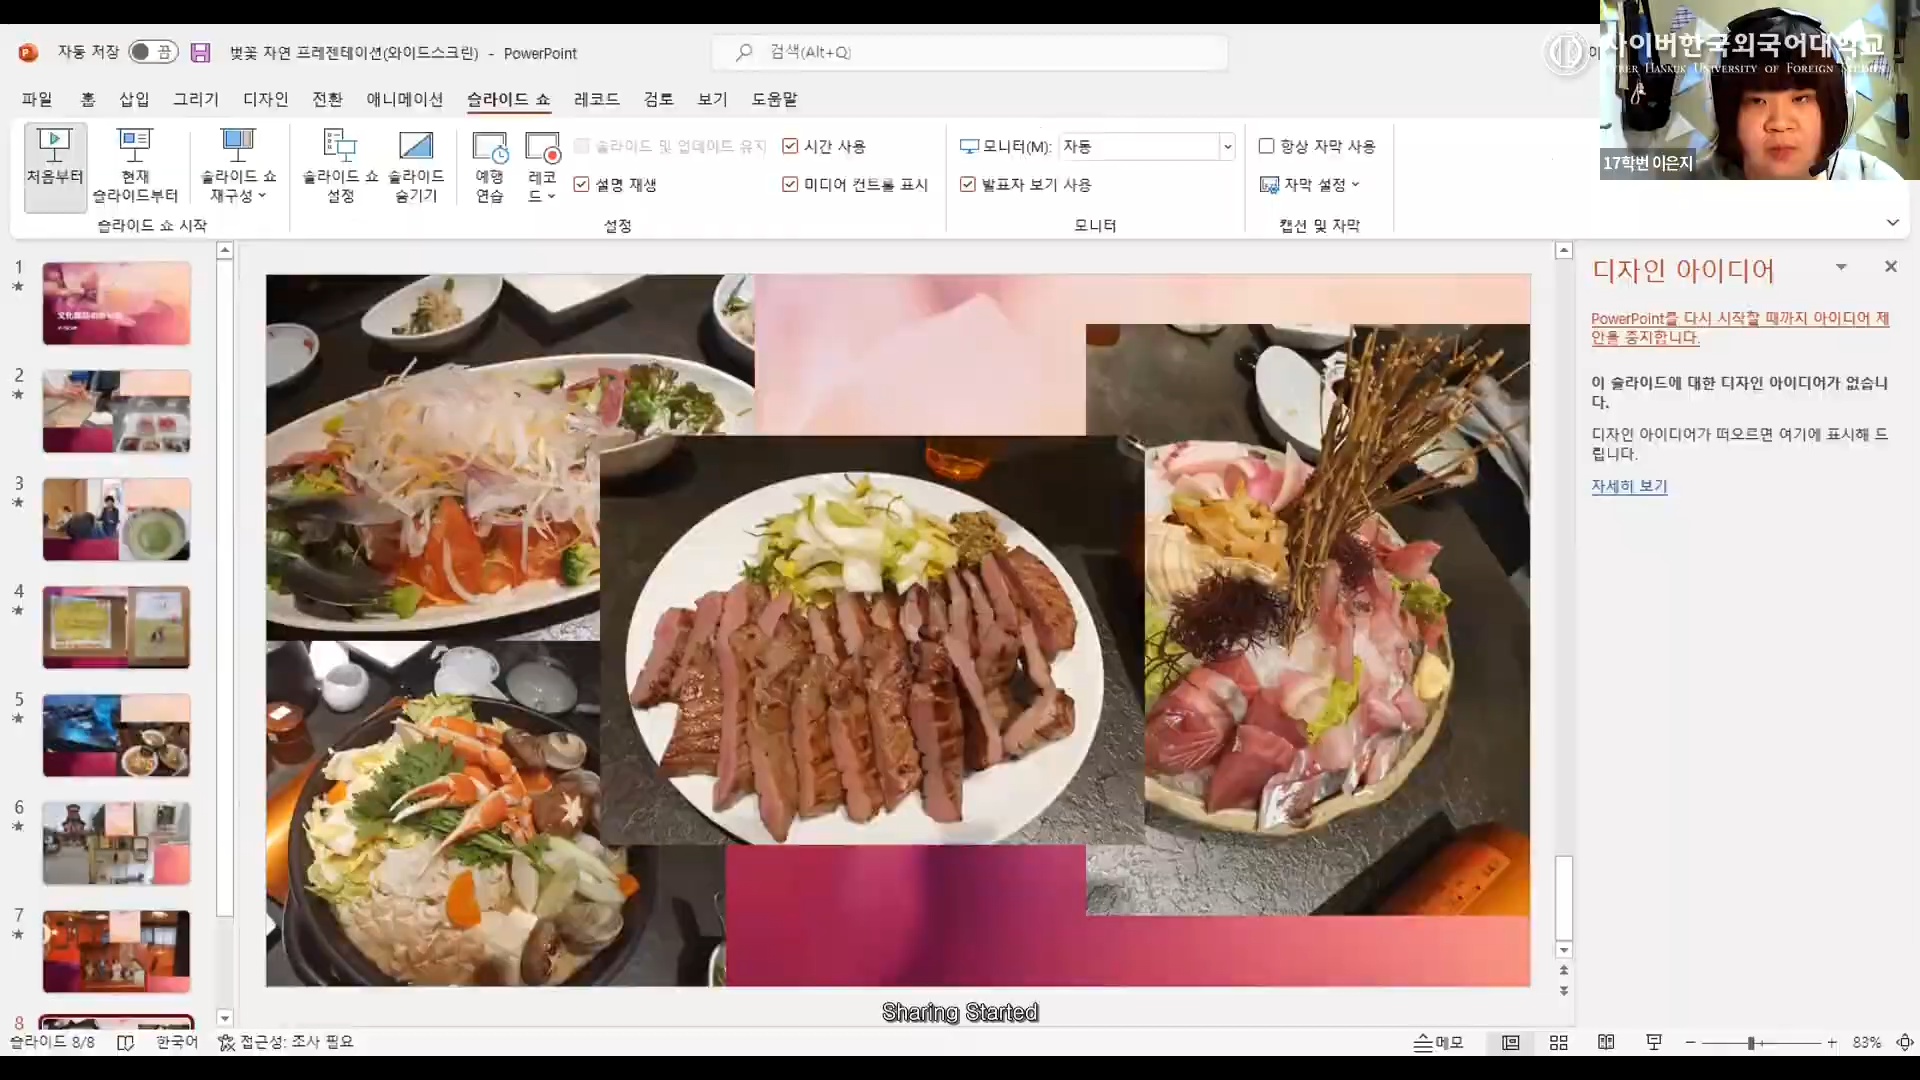 자동 저장
끔
벚꽃 자연 프레젠테이션(와이드스크린) - PowerPoint
검색(Alt+Q)
사이버한국외국어대학교
CYBER HANKUK UNIVERSITY OF FOREIGN STUDIES
17학번 이은지
파일
홈
삽입
그리기
디자인
전환
애니메이션
슬라이드 쇼
레코드
검토
보기
도움말
처음부터
현재
슬라이드부터
슬라이드 쇼
재구성
슬라이드 쇼 시작
슬라이드 쇼
설정
슬라이드
숨기기
예행
연습
레코
드
슬라이드 및 업데이트 유지
설명 재생
시간 사용
미디어 컨트롤 표시
설정
모니터(M):
자동
발표자 보기 사용
모니터
항상 자막 사용
자막 설정
캡션 및 자막
1
2
3
4
5
6
7
8
디자인 아이디어
PowerPoint를 다시 시작할 때까지 아이디어 제
안을 중지합니다.
이 슬라이드에 대한 디자인 아이디어가 없습니
다.
디자인 아이디어가 떠오르면 여기에 표시해 드
립니다.
자세히 보기
Sharing Started
슬라이드 8/8
한국어
접근성: 조사 필요
메모
83%